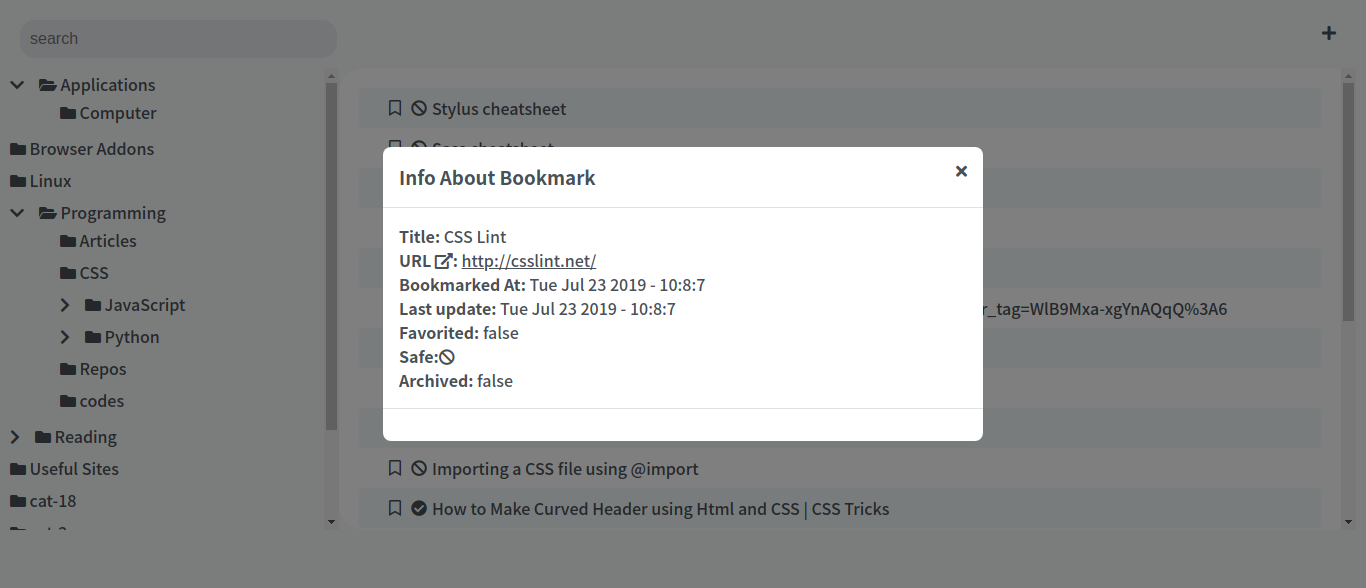 search
Applications
Computer
Browser Addons
Linux
Programming
Articles
CSS
JavaScript
Python
Repos
codes
Reading
Useful Sites
cat-18
Stylus cheatsheet
Info About Bookmark
Title: CSS Lint
URL : http://csslint.net/
Bookmarked At: Tue Jul 23 2019 - 10:8:7
Last update: Tue Jul 23 2019 - 10:8:7
Favorited: false
Safe:
Archived: false
r_tag=WlB9Mxa-xgYnAQqQ%3A6
Importing a CSS file using @import
How to Make Curved Header using Html and CSS | CSS Tricks